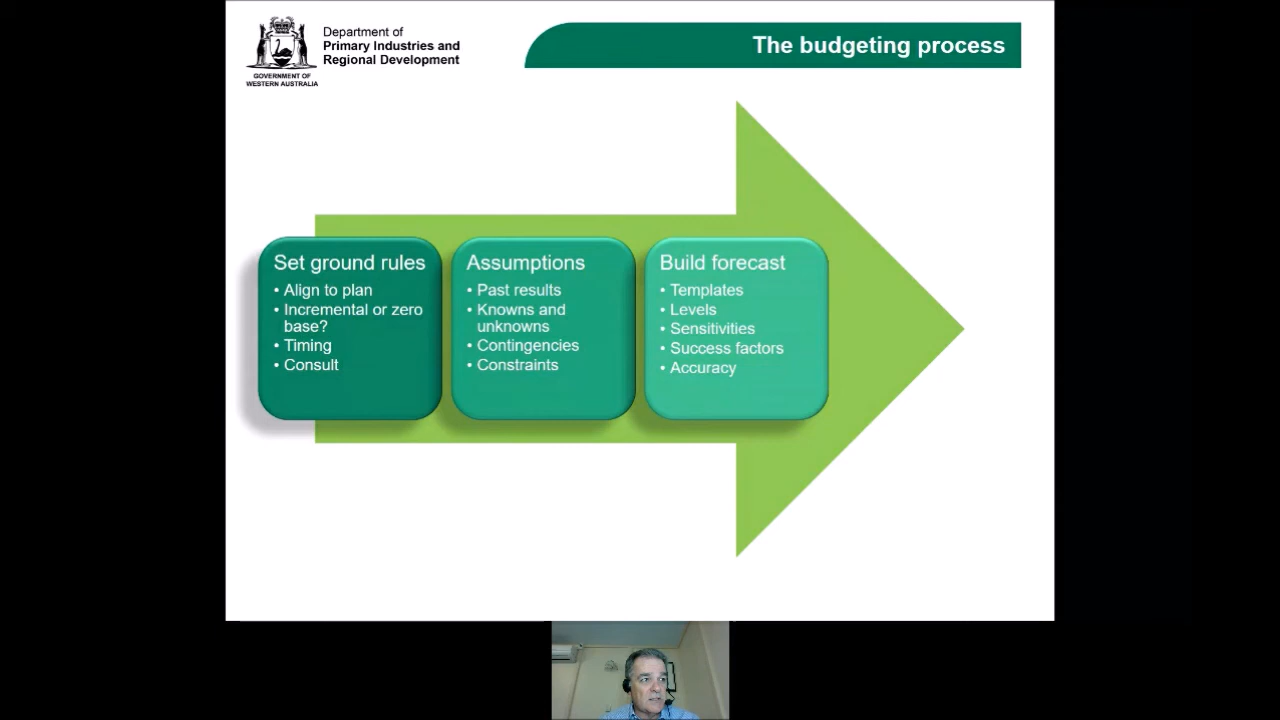 Department of
Primary Industries and
Regional Development
GOVERNMENT OF
WESTERN AUSTRALIA
The budgeting process
Set ground rules
• Align to plan
• Incremental or zero
base?
• Timing
• Consult
Assumptions
• Past results
• Knowns and
unknowns
• Contingencies
• Constraints
Build forecast
• Templates
• Levels
• Sensitivities
• Success factors
• Accuracy